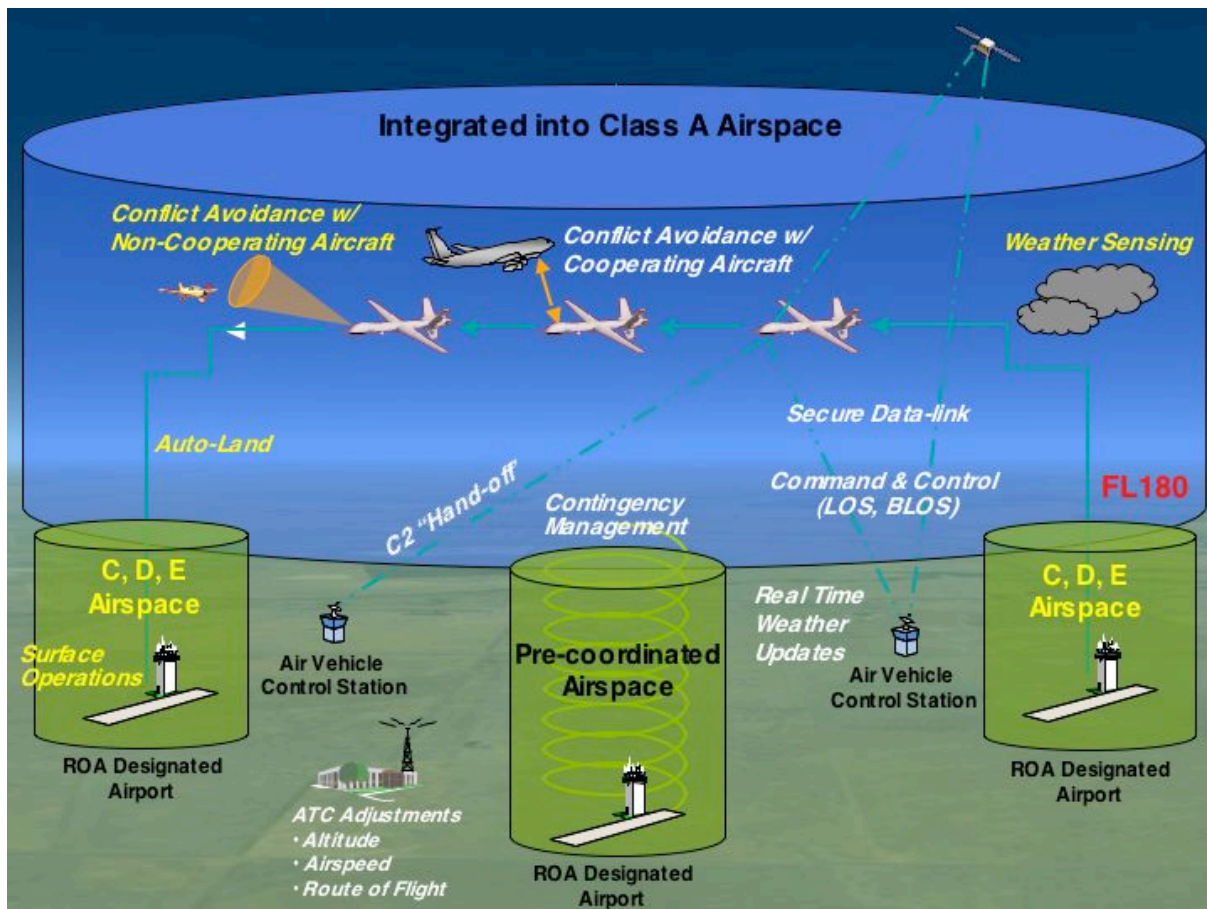 Integrated into Class A Airspace
Conflict Avoidance w/
Non-Cooperating Aircraft
Conflict Avoidance w/
Cooperating Aircraft
Weather Sensing
Auto-Land
Secure Data-link
Command & Control
(LOS, BLOS)
FL180
C2 “Hand-off”
Contingency
Management
C, D, E
Airspace
Surface
Operations
ROA Designated
Airport
Air Vehicle
Control Station
ATC Adjustments
• Altitude
• Airspeed
• Route of Flight
Pre-coordinated
Airspace
ROA Designated
Airport
Real Time
Weather
Updates
Air Vehicle
Control Station
C, D, E
Airspace
ROA Designated
Airport